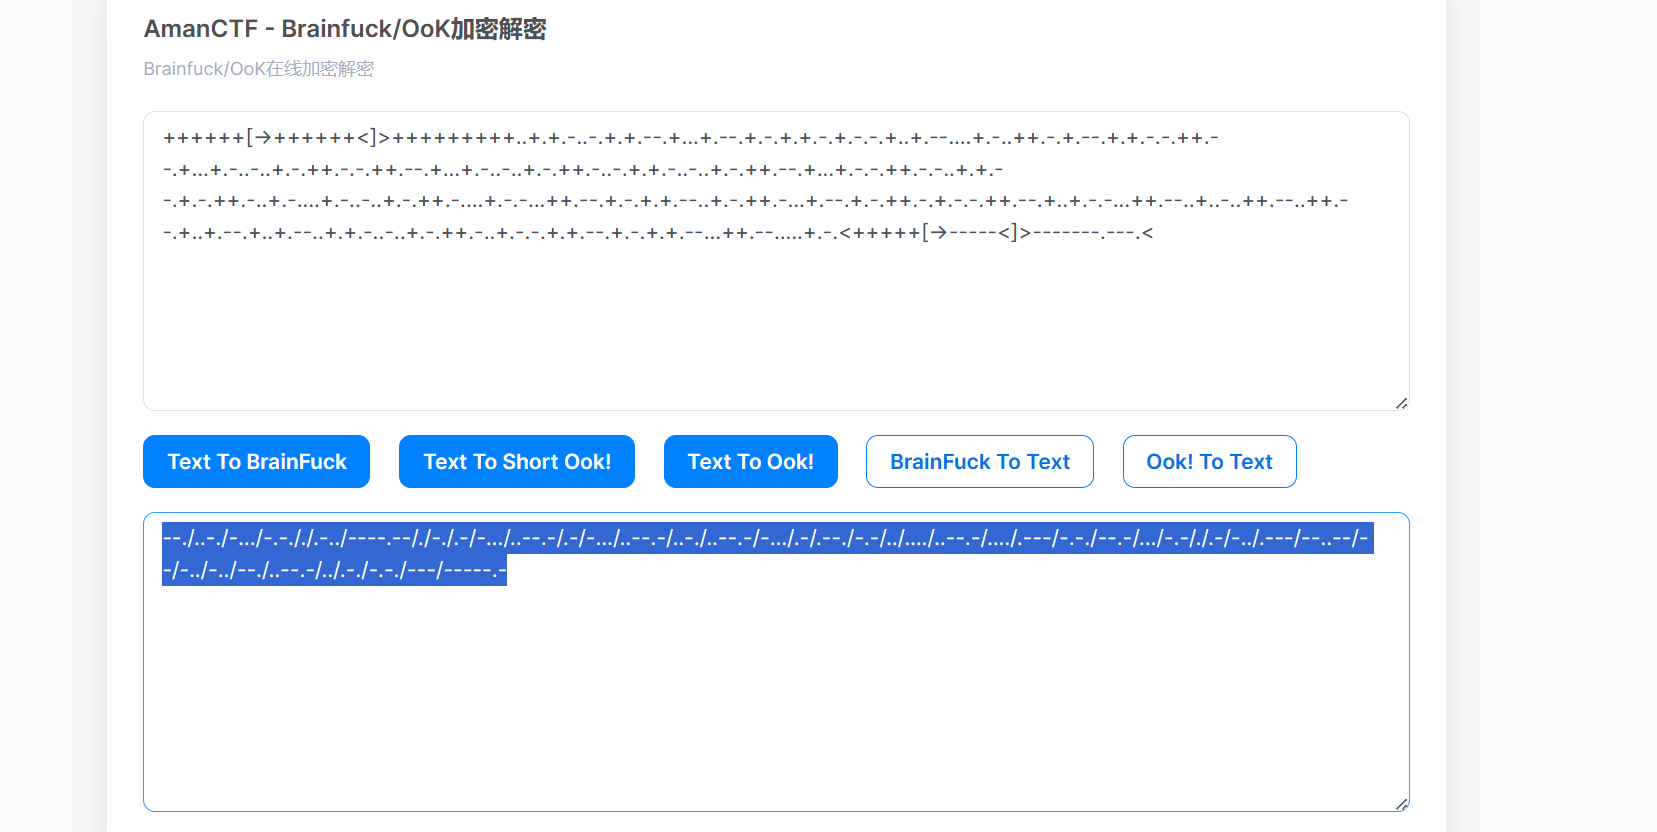 AmanCTF - Brainfuck/OoK加密解密
Brainfuck/OoK在线加密解密
++++++[->++++++<]>+++++++++..+.+.-..-.+.+.--.+...+.--.+.-.+.+.-.+.-.-.+..+.--....+.-..++.-.+.--.+.+.-.-.++.-
-.+...+.-..-..+.-.++.-.-.++.--.+...+.-..-..+.-.++.-..-.+.+.-..-..+.-.++.--.+...+.-.-.++.-.-..+.+.-
-.+.-.++.-..+.-....+.-..-..+.-.++.-....+.-.-...++.--.+.-.+.+.--..+.-.++.-...+.--.+.-.++.-.+.-.-.++.--.+..+.-.-...++.--..+..-..++.--..++.-
-.+..+.--.+..+.--..+.+.-..-..+.-.++.-..+.-.-.+.+.--.+.-.+.+.--...++.--.....+.-.<+++++[->-----<]>-------.---.<
Text To BrainFuck
Text To Short Ook!
Text To Ook!
BrainFuck To Text
Ook! To Text
--./..-./-.../-.-././.-../----.--/./-././-.../..--.-/.-/-.../..--.-/..-./..--.-/-.../.-/.--./.-.-/../..../..--.-/..../.---/-.-./--.-/.../-.-././.-/-../.---/--..--/-
-/-../-../--./..--.-/../.-./-.-./---/-----.-